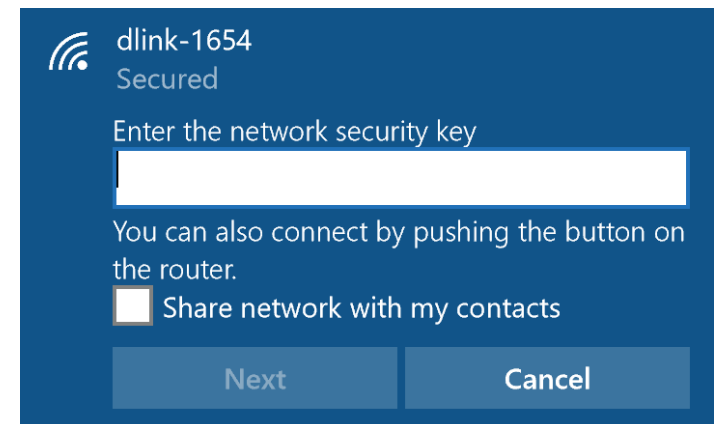 dlink-1654
Secured
Enter the network security key
You can also connect by pushing the button on
the router.
Share network with my contacts
Next
Cancel